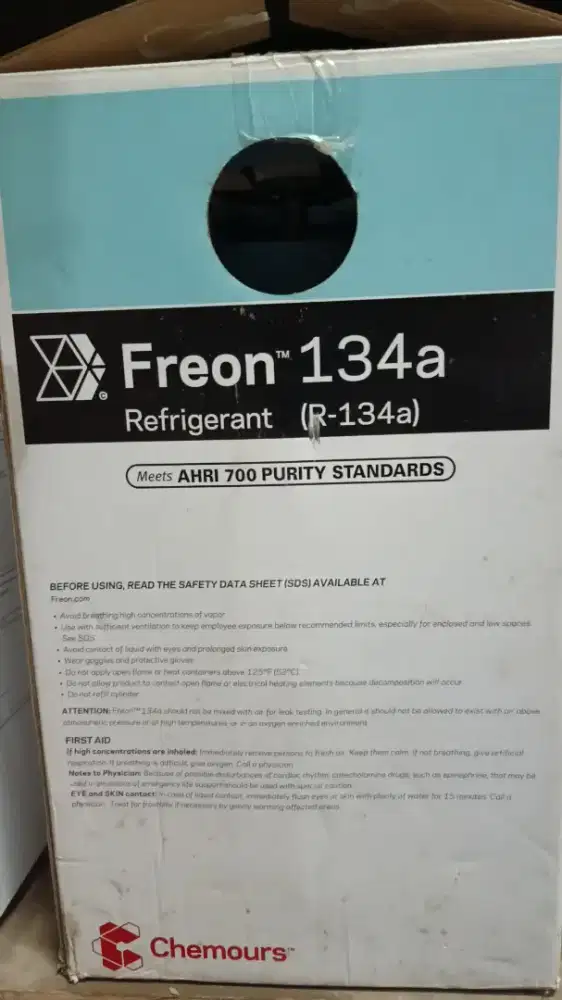 Freon™ 134a
Refrigerant (R-134a)
Meets AHRI 700 PURITY STANDARDS
BEFORE USING, READ THE SAFETY DATA SHEET (SDS) AVAILABLE AT
Freon.com
• Avoid breathing high concentrations of vapor
• Use with sufficient ventilation to keep employee exposure below recommended limits, especially for enclosed and low spaces.
See SDS
• Avoid contact of liquid with eyes and prolonged skin exposure
• Wear goggles and protective gloves
• Do not apply open flame or heat containers above 125°F (52°C)
• Do not allow product to contact open flame or electrical heating elements because decomposition will occur
• Do not refill cylinder
ATTENTION: Freon™ 134a should not be mixed with air for leak testing. In general it should not be allowed to exist with air above
atmospheric pressure or at high temperatures or in an oxygen enriched environment.
FIRST AID
If high concentrations are inhaled: Immediately remove persons to fresh air. Keep them calm. If not breathing, give artificial
respiration. If breathing is difficult, give oxygen. Call a physician
Notes to Physician: Because of possible disturbances of cardiac rhythm, catecholamine drugs, such as epinephrine, that may be
used in situations of emergency life support should be used with special caution
EYE and SKIN contact: In case of liquid contact, immediately flush eyes or skin with plenty of water for 15 minutes. Call a
physician. Treat for frostbite if necessary by gently warming affected areas.
Chemours™